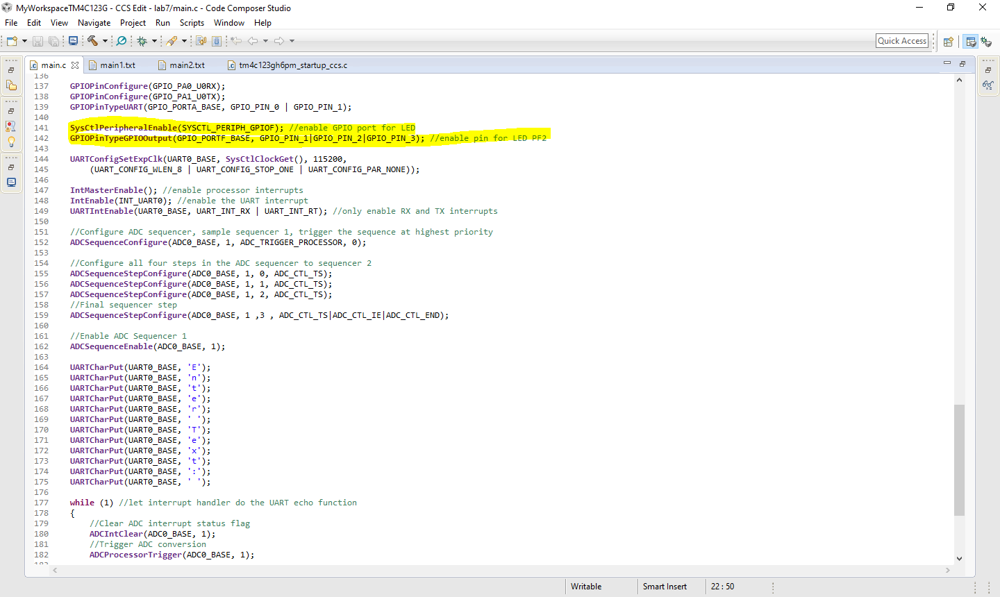 MyWorkspaceTM4C123G - CCS Edit - lab7/main.c - Code Composer Studio
File Edit View Navigate Project Run Scripts Window Help
Quick Access
main.c main1.txt main2.txt tm4c123gh6pm_startup_ccs.c
136
137 GPIOPinConfigure(GPIO_PA0_U0RX);
138 GPIOPinConfigure(GPIO_PA1_U0TX);
139 GPIOPinTypeUART(GPIO_PORTA_BASE, GPIO_PIN_0 | GPIO_PIN_1);
140
141 SysCtlPeripheralEnable(SYSCTL_PERIPH_GPIOF); //enable GPIO port for LED
142 GPIOPinTypeGPIOOutput(GPIO_PORTF_BASE, GPIO_PIN_1|GPIO_PIN_2|GPIO_PIN_3); //enable pin for LED PF2
143
144 UARTConfigSetExpClk(UART0_BASE, SysCtlClockGet(), 115200,
145 (UART_CONFIG_WLEN_8 | UART_CONFIG_STOP_ONE | UART_CONFIG_PAR_NONE));
146
147 IntMasterEnable(); //enable processor interrupts
148 IntEnable(INT_UART0); //enable the UART interrupt
149 UARTIntEnable(UART0_BASE, UART_INT_RX | UART_INT_RT); //only enable RX and TX interrupts
150
151 //Configure ADC sequencer, sample sequencer 1, trigger the sequence at highest priority
152 ADCSequenceConfigure(ADC0_BASE, 1, ADC_TRIGGER_PROCESSOR, 0);
153
154 //Configure all four steps in the ADC sequencer to sequencer 2
155 ADCSequenceStepConfigure(ADC0_BASE, 1, 0, ADC_CTL_TS);
156 ADCSequenceStepConfigure(ADC0_BASE, 1, 1, ADC_CTL_TS);
157 ADCSequenceStepConfigure(ADC0_BASE, 1, 2, ADC_CTL_TS);
158 //Final sequencer step
159 ADCSequenceStepConfigure(ADC0_BASE, 1 ,3 , ADC_CTL_TS|ADC_CTL_IE|ADC_CTL_END);
160
161 //Enable ADC Sequencer 1
162 ADCSequenceEnable(ADC0_BASE, 1);
163
164 UARTCharPut(UART0_BASE, 'E');
165 UARTCharPut(UART0_BASE, 'n');
166 UARTCharPut(UART0_BASE, 't');
167 UARTCharPut(UART0_BASE, 'e');
168 UARTCharPut(UART0_BASE, 'r');
169 UARTCharPut(UART0_BASE, ' ');
170 UARTCharPut(UART0_BASE, 'T');
171 UARTCharPut(UART0_BASE, 'e');
172 UARTCharPut(UART0_BASE, 'x');
173 UARTCharPut(UART0_BASE, 't');
174 UARTCharPut(UART0_BASE, ':');
175 UARTCharPut(UART0_BASE, ' ');
176
177 while (1) //let interrupt handler do the UART echo function
178 {
179 //Clear ADC interrupt status flag
180 ADCIntClear(ADC0_BASE, 1);
181 //Trigger ADC conversion
182 ADCProcessorTrigger(ADC0_BASE, 1);
Writable Smart Insert 22 : 50